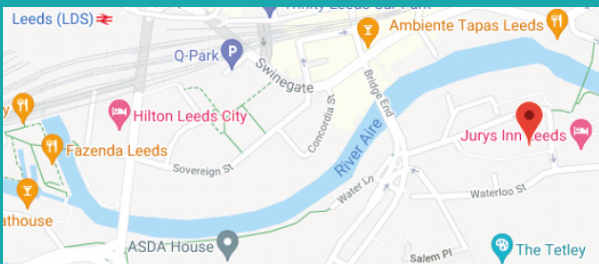 Trinity Leeds Car Park
Leeds (LDS)
Ambiente Tapas Leeds
Q-Park
P
Swinegate
Bridge End
Hilton Leeds City
Concordia St
Jurys Inn Leeds
Fazenda Leeds
River Aire
Sovereign St
Water Ln
Waterloo St
ASDA House
Salem Pl
The Tetley